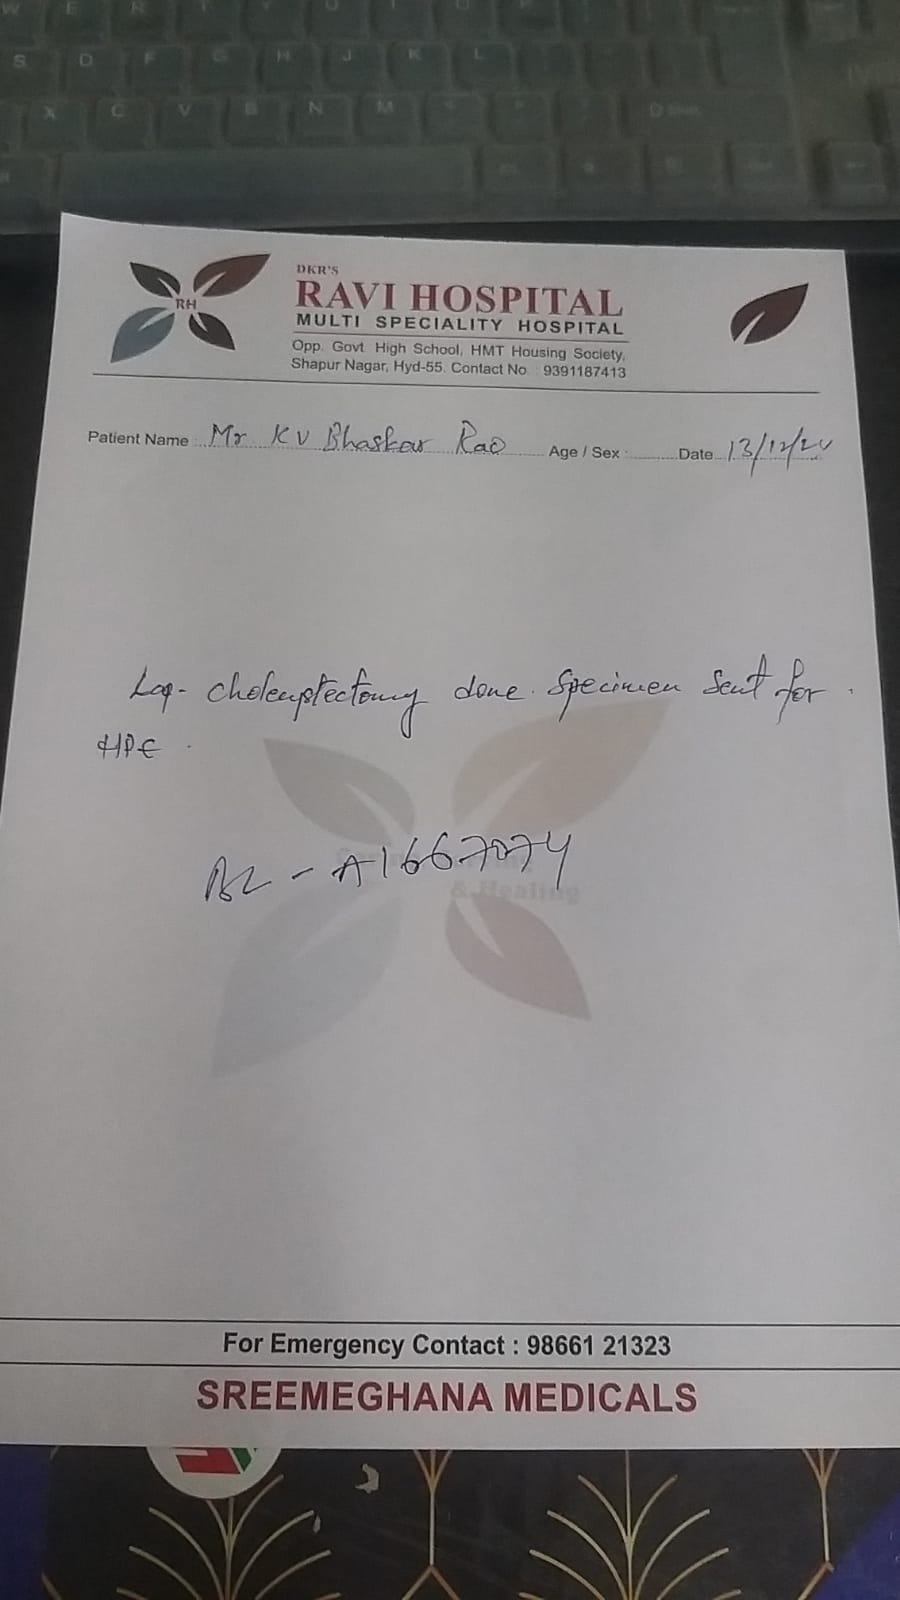 RH
DKR'S
RAVI HOSPITAL
MULTI SPECIALITY HOSPITAL
Opp. Govt. High School, HMT Housing Society,
Shapur Nagar, Hyd-55. Contact No. : 9391187413
Patient Name : Mr K V Bhaskar Rao Age / Sex : Date 13/12/24
Lap- cholecystectomy done. Specimen sent for
HPE.
- A1667074
& Healing
For Emergency Contact : 98661 21323
SREEMEGHANA MEDICALS